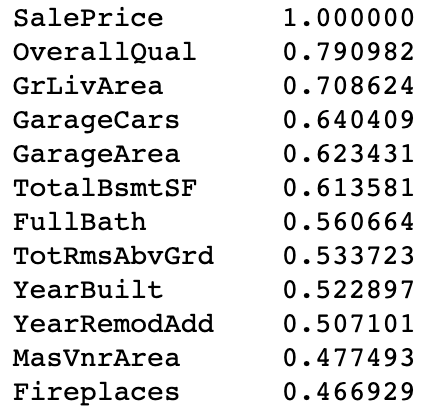 SalePrice 1.000000
OverallQual 0.790982
GrLivArea 0.708624
GarageCars 0.640409
GarageArea 0.623431
TotalBsmtSF 0.613581
FullBath 0.560664
TotRmsAbvGrd 0.533723
YearBuilt 0.522897
YearRemodAdd 0.507101
MasVnrArea 0.477493
Fireplaces 0.466929